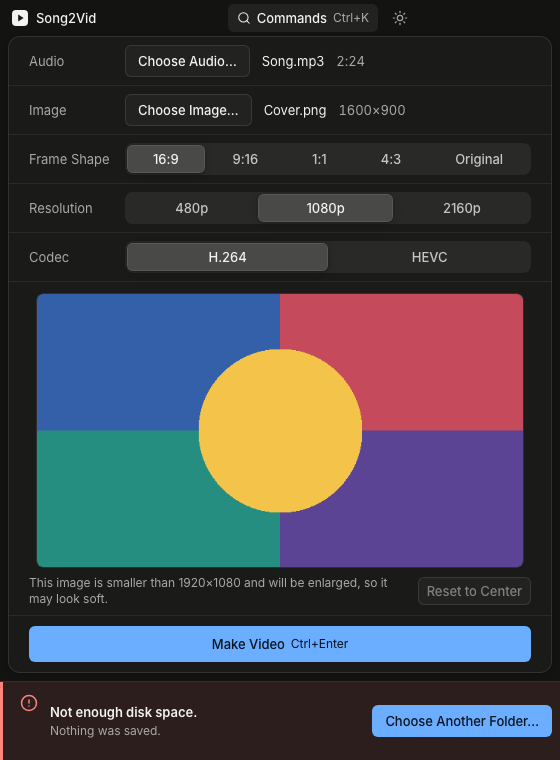 Song2Vid
Commands Ctrl+K
Audio Choose Audio... Song.mp3 2:24
Image Choose Image... Cover.png 1600×900
Frame Shape 16:9 9:16 1:1 4:3 Original
Resolution 480p 1080p 2160p
Codec H.264 HEVC
This image is smaller than 1920×1080 and will be enlarged, so it
may look soft.
Reset to Center
Make Video Ctrl+Enter
Not enough disk space.
Nothing was saved.
Choose Another Folder...